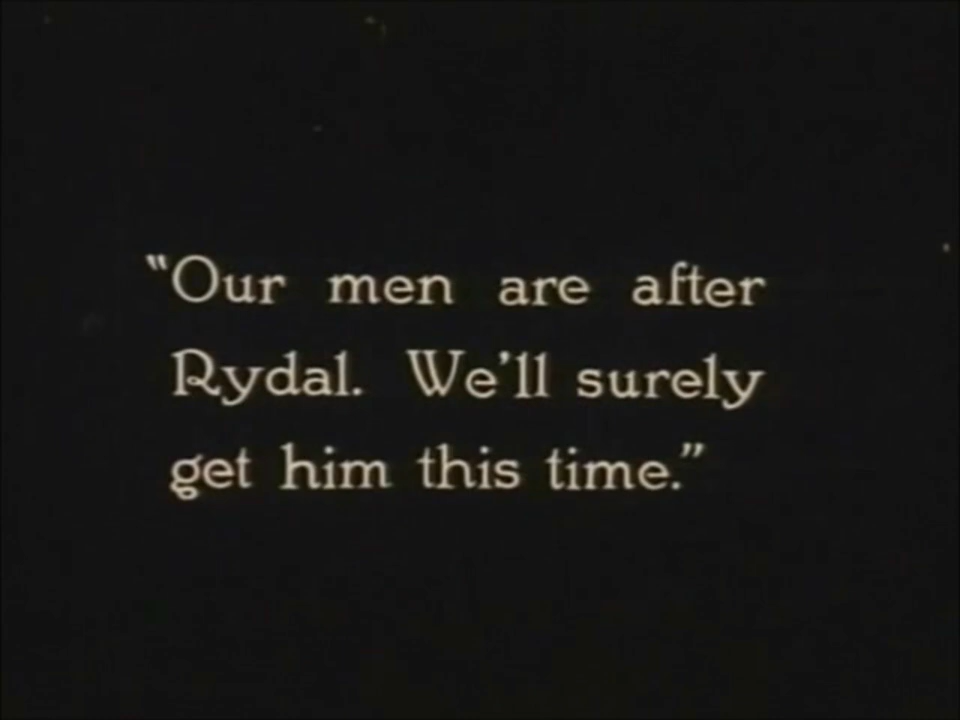 “Our men are after
Rydal. We’ll surely
get him this time.”